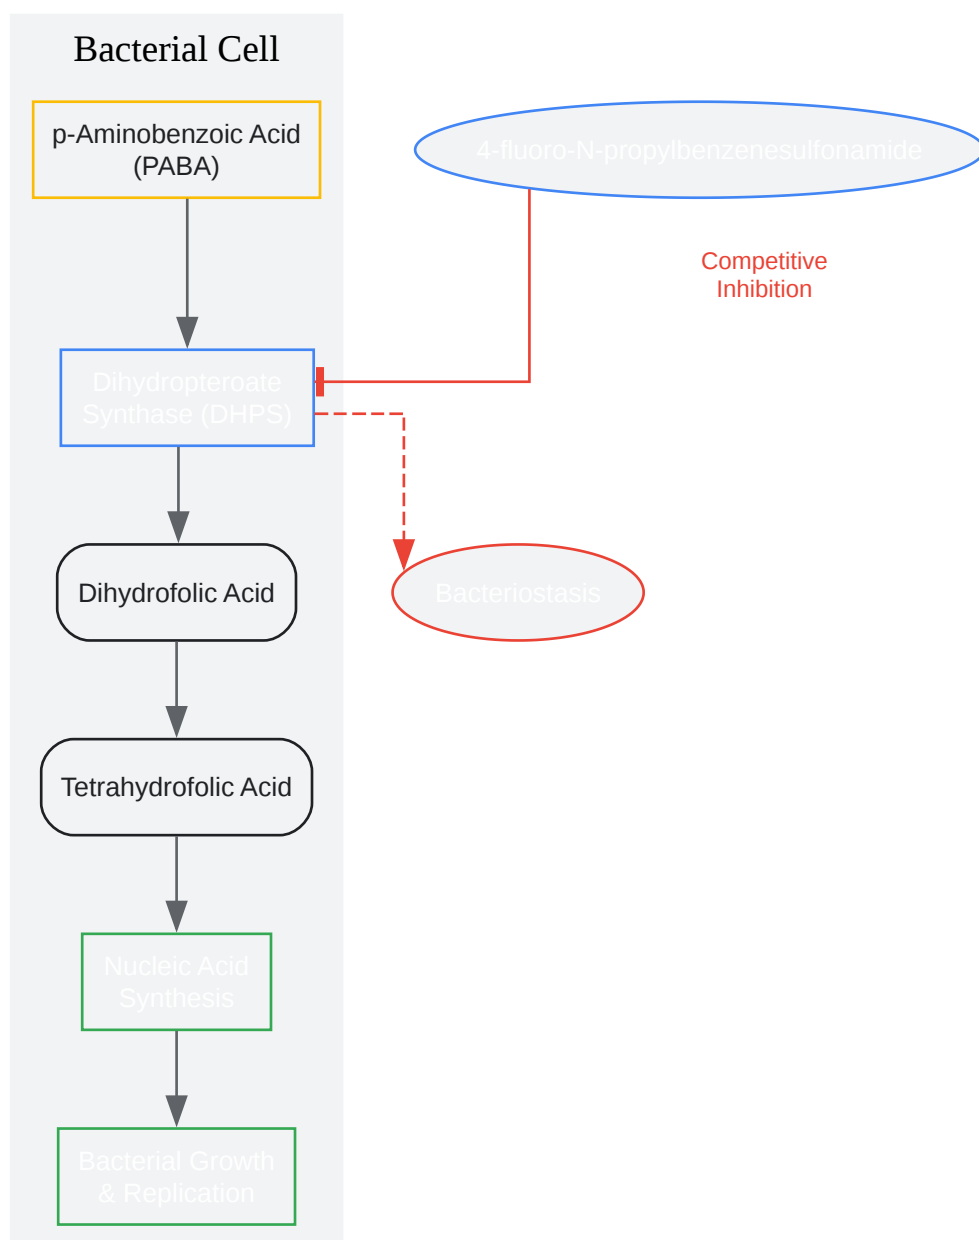 Bacterial Cell
p-Aminobenzoic Acid
(PABA)
4-fluoro-N-propylbenzenesulfonamide
Competitive
Inhibition
Dihydropteroate
Synthase (DHPS)
Dihydrofolic Acid
Bacteriostasis
Tetrahydrofolic Acid
Nucleic Acid
Synthesis
Bacterial Growth
& Replication